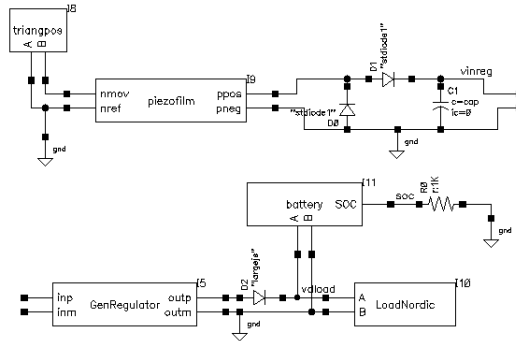 I8
triangpos
A B
gnd
I9
nmov
nref
piezofilm
ppos
pneg
D1
"stdiode1"
"stdiode1"
D0
vinreg
C1
c=cap
ic=0
gnd
I11
battery
SOC
A B
soc
R0
r:1K
gnd
I5
inp
inm
GenRegulator
outp
outm
D2
"largejs"
vdload
gnd
I10
A
B
LoadNordic